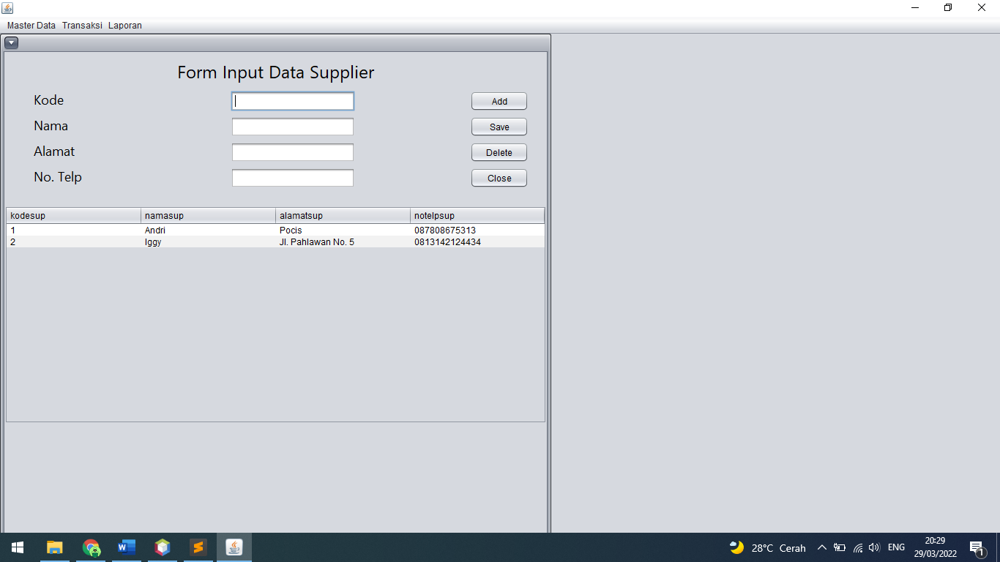 Master Data Transaksi Laporan
Form Input Data Supplier
Kode Add
Nama Save
Alamat Delete
No. Telp Close
kodesup namasup alamatsup notelpsup
1 Andri Pocis 087808675313
2 Iggy Jl. Pahlawan No. 5 0813142124434
28°C Cerah ENG 20:29
29/03/2022 1